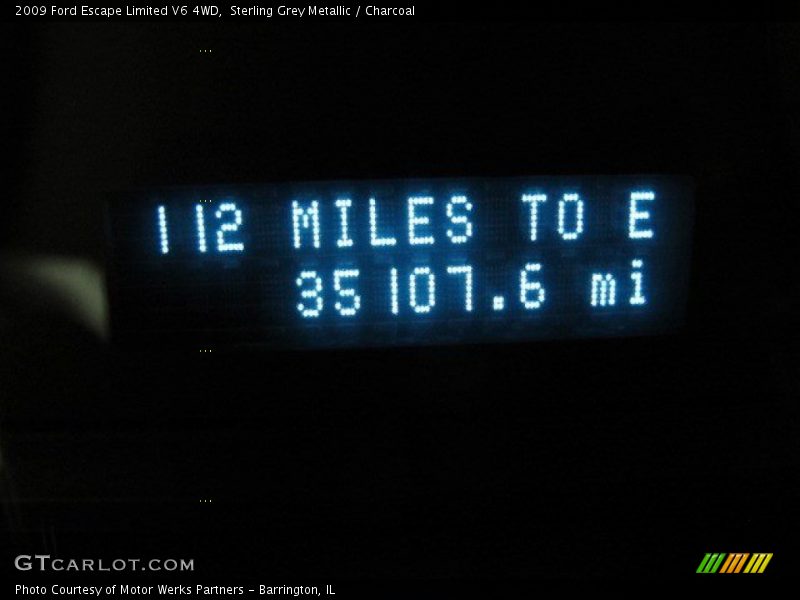 2009 Ford Escape Limited V6 4WD,  Sterling Grey Metallic / Charcoal
112 MILES TO E
35107.6 mi
GTCARLOT.COM
Photo Courtesy of Motor Werks Partners - Barrington, IL